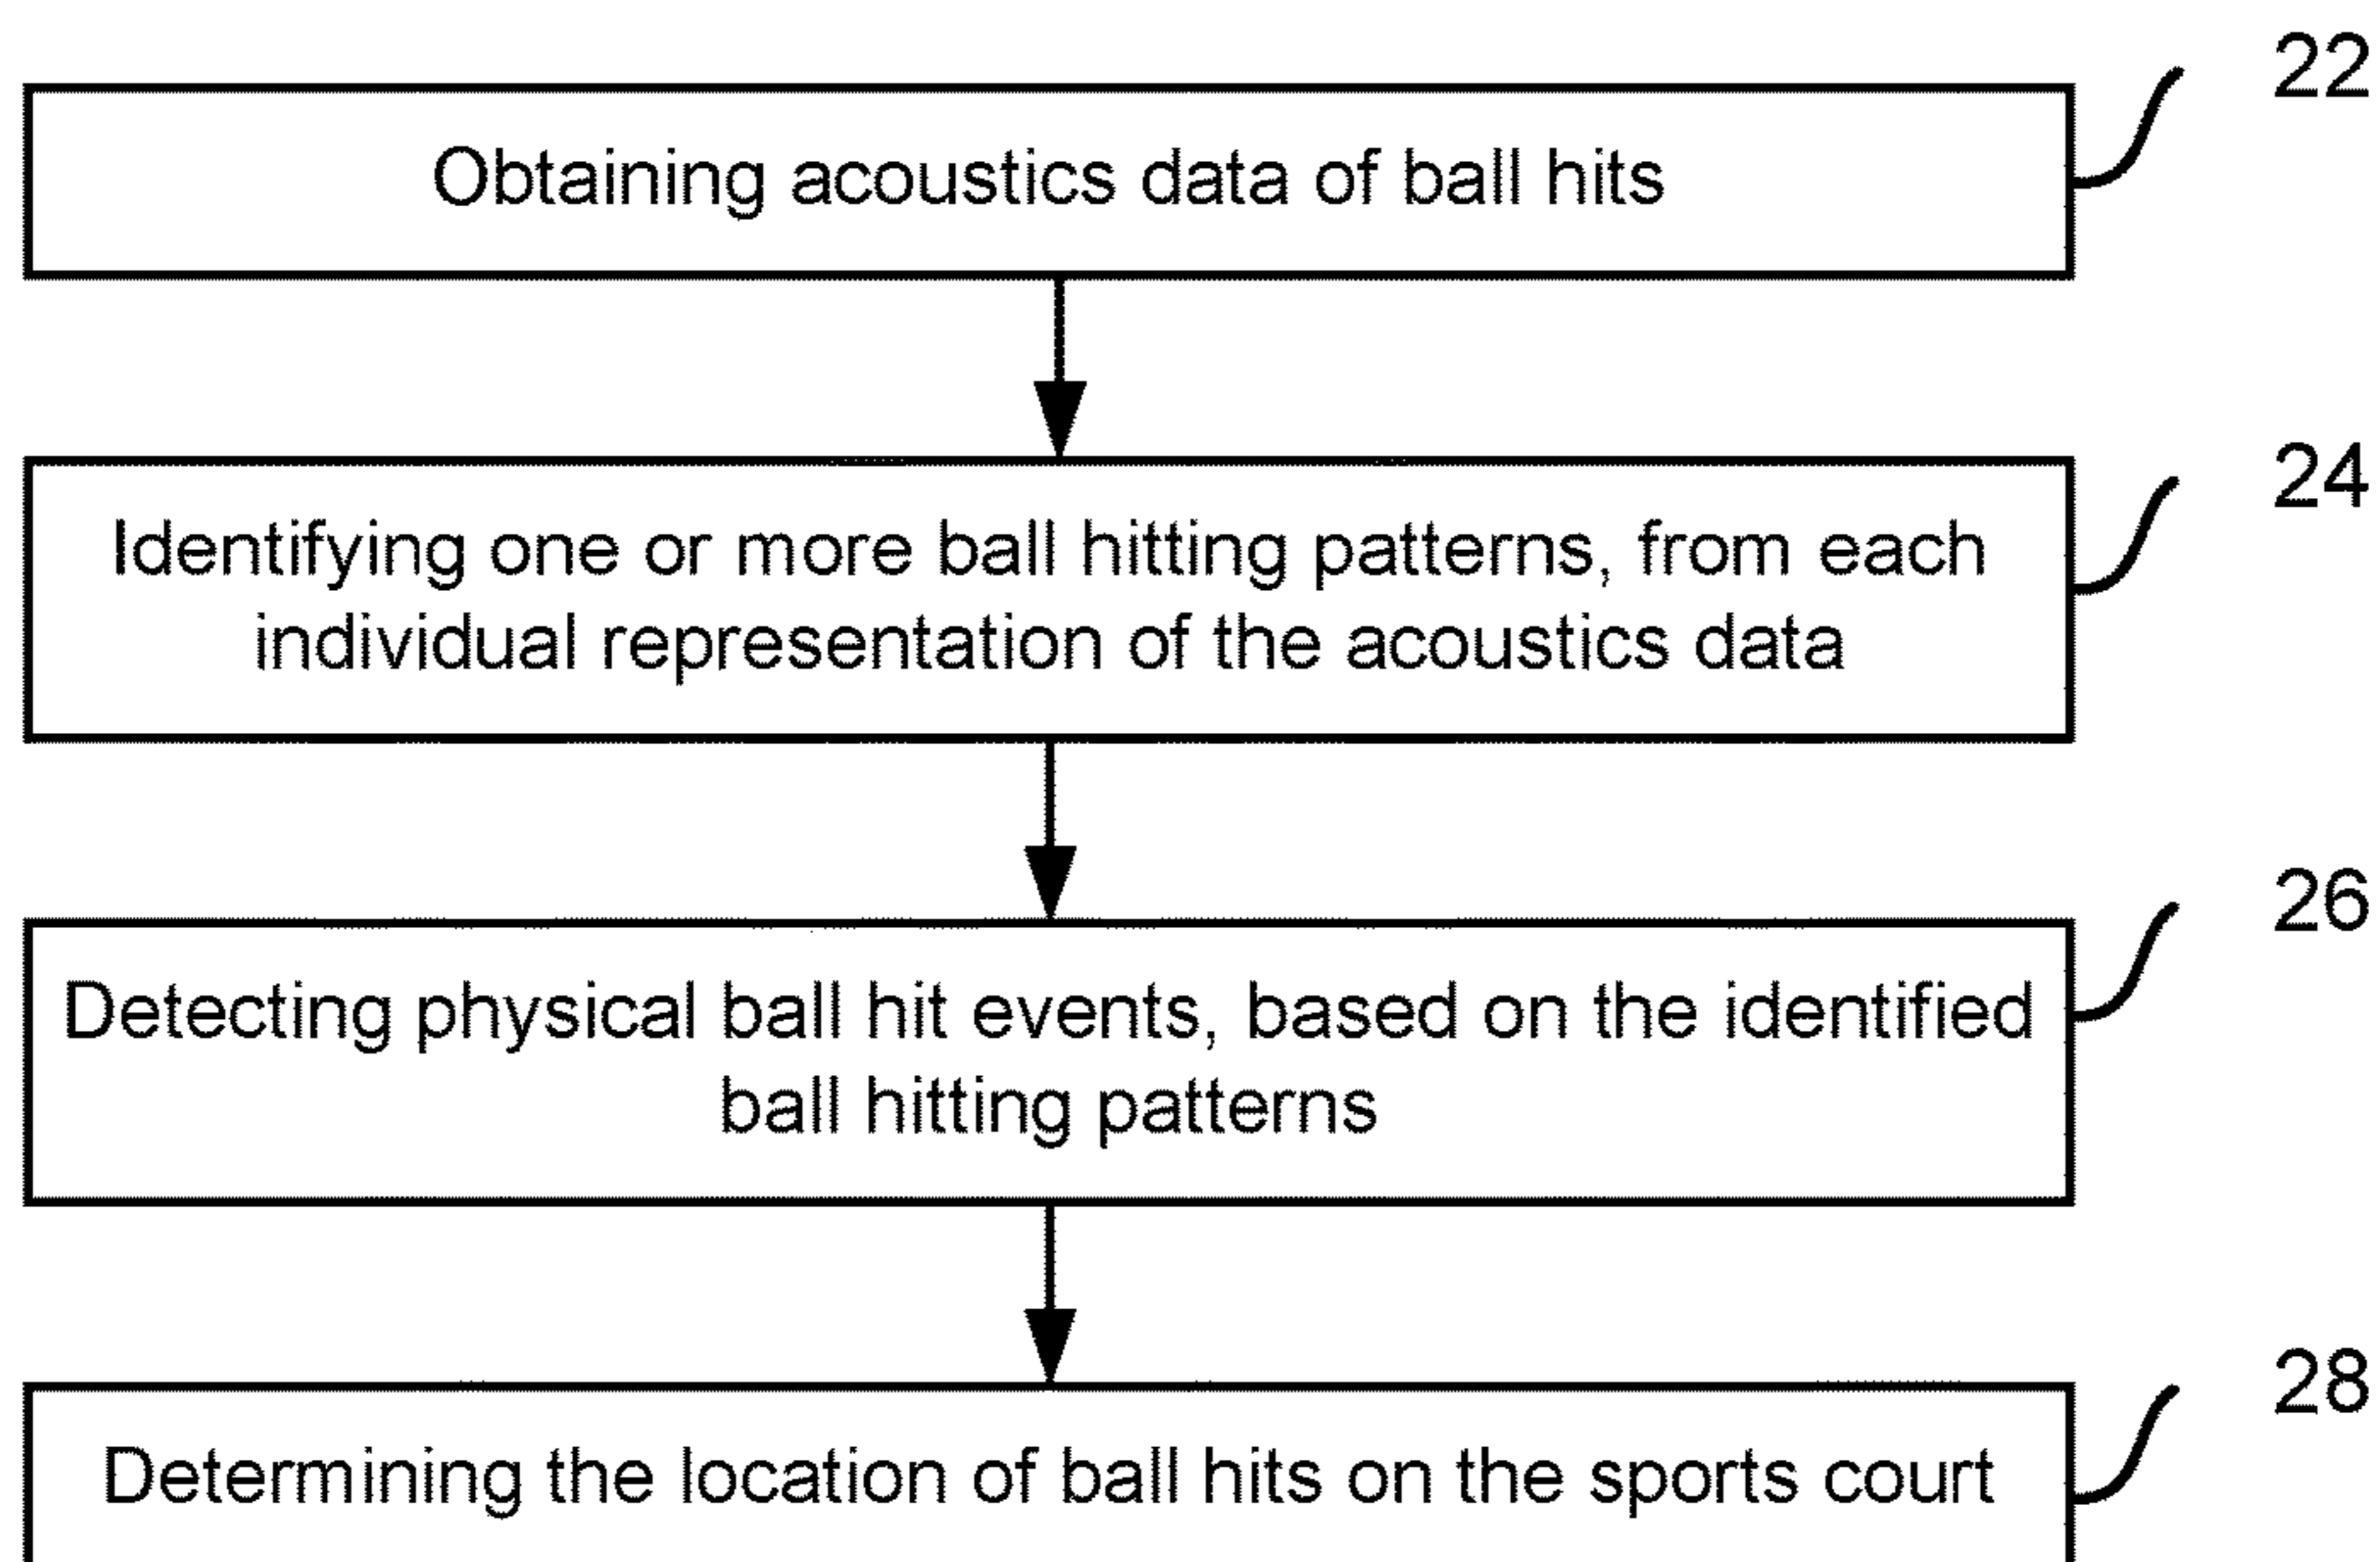 22
Obtaining acoustics data of ball hits
24
Identifying one or more ball hitting patterns, from each
individual representation of the acoustics data
26
Detecting physical ball hit events, based on the identified
ball hitting patterns
28
Determining the location of ball hits on the sports court